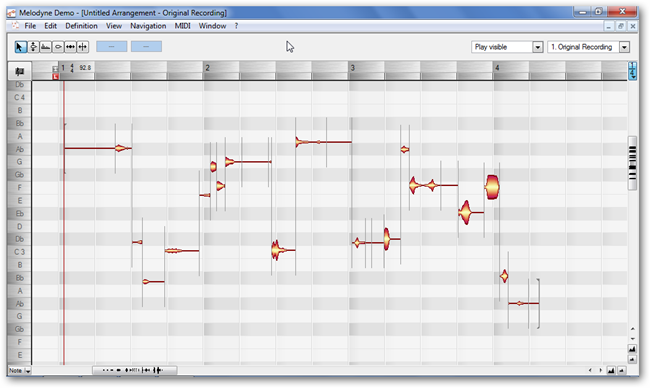 Melodyne Demo - [Untitled Arrangement - Original Recording]
File Edit Definition View Navigation MIDI Window ?
Play visible 1. Original Recording
1 4 4 92.8 2 3 4 1/4
Db
C 4
B
Bb
A
Ab
G
Gb
F
E
Eb
D
Db
C 3
B
Bb
A
Ab
G
Gb
F
E
Note